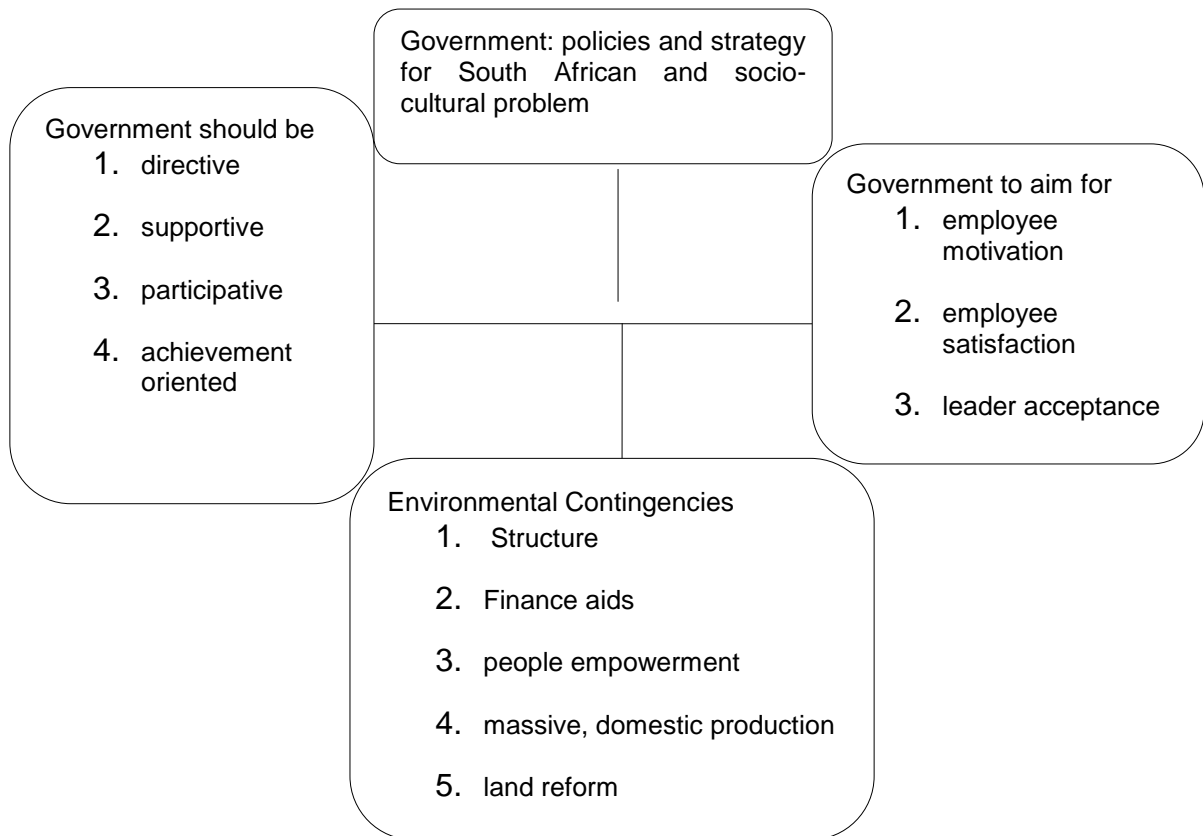 Government: policies and strategy
for South African and socio-
cultural problem
Government should be
1. directive
2. supportive
3. participative
4. achievement
oriented
Government to aim for
1. employee
motivation
2. employee
satisfaction
3. leader acceptance
Environmental Contingencies
1. Structure
2. Finance aids
3. people empowerment
4. massive, domestic production
5. land reform